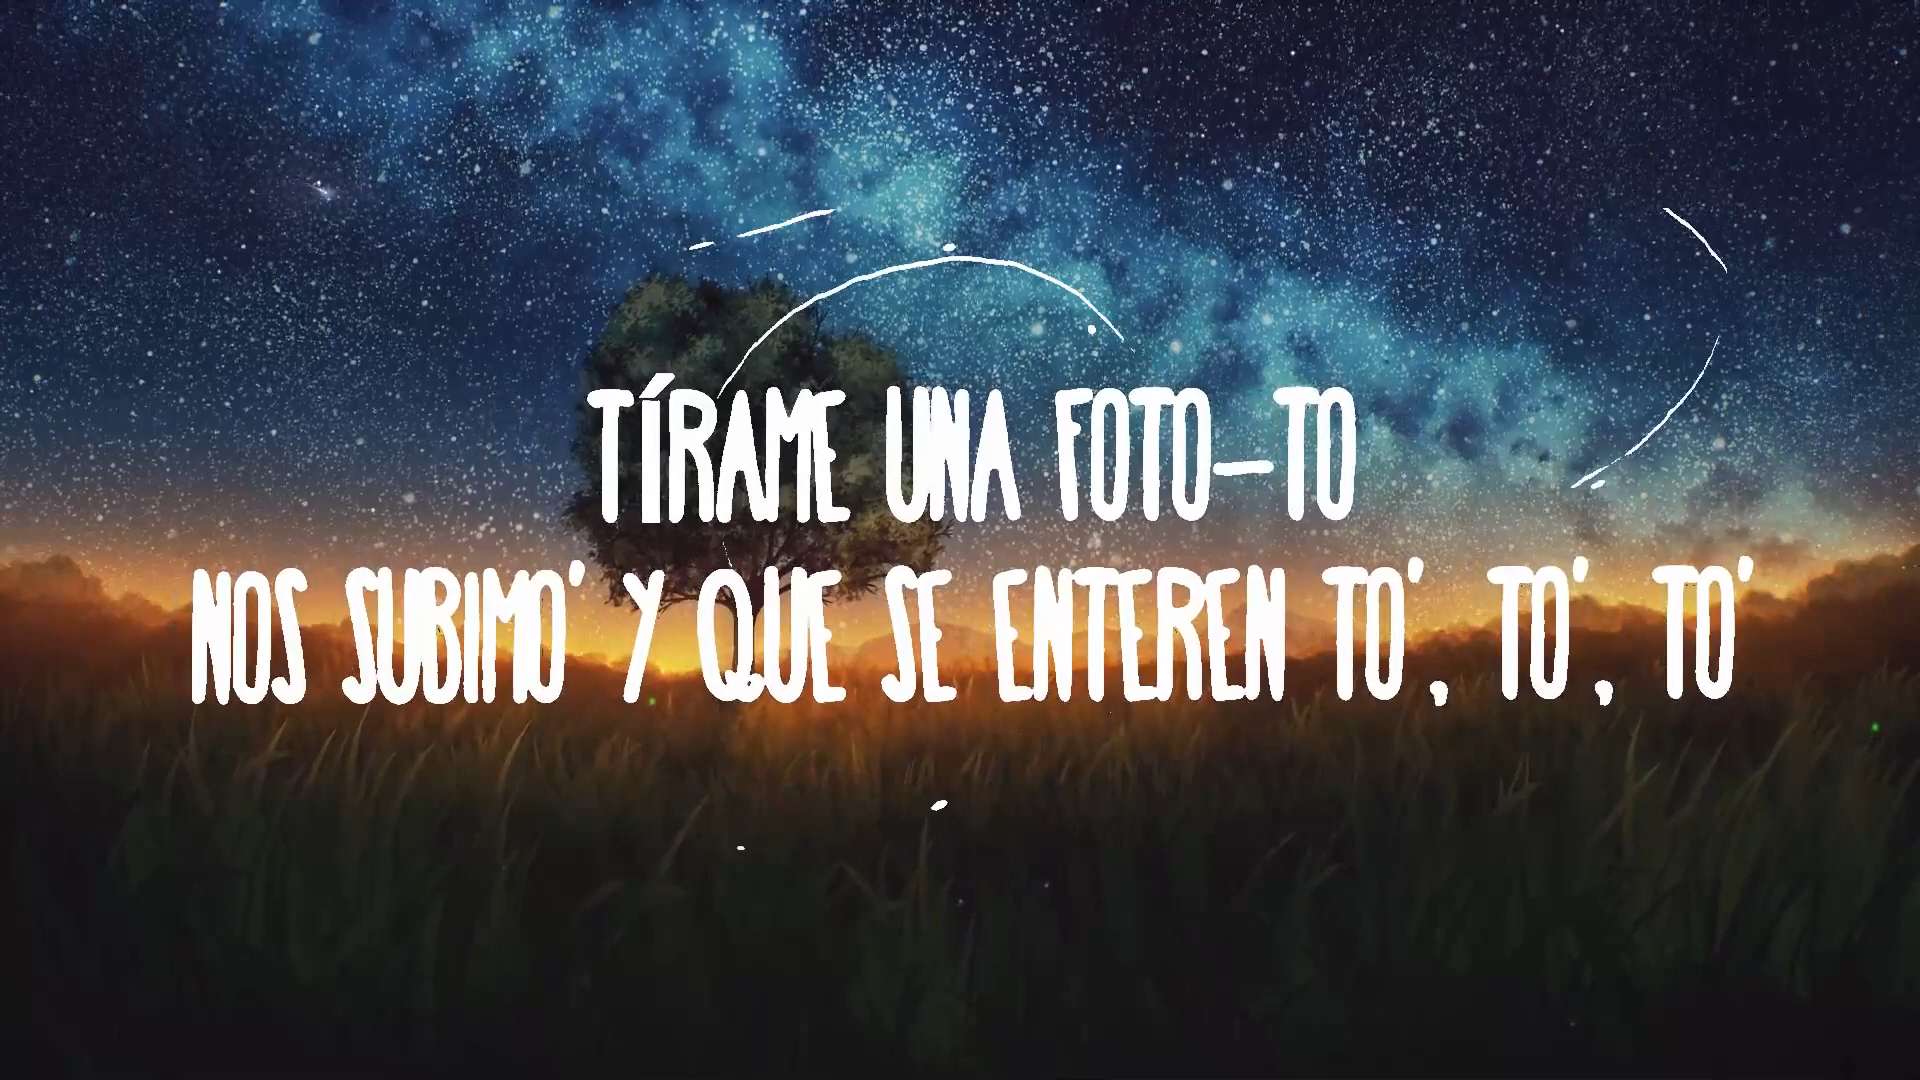 TÍRAME UNA FOTO-TO
NOS SUBIMO' Y QUE SE ENTEREN TO', TO', TO'